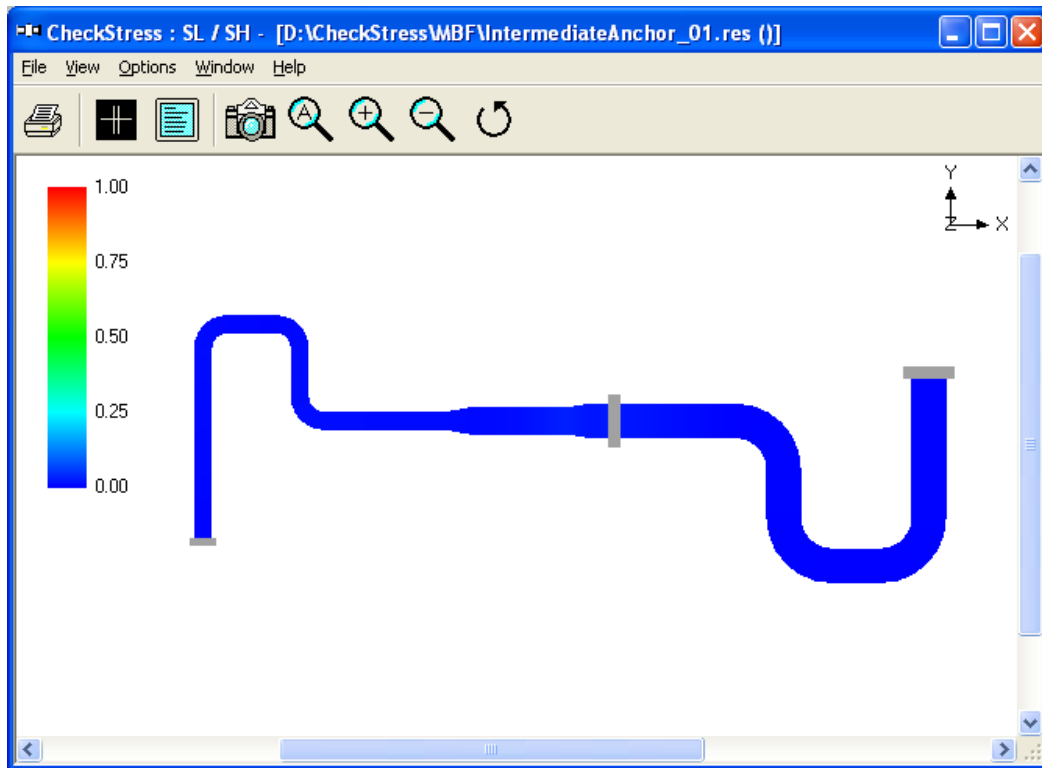 CheckStress : SL / SH - [D:\CheckStress\MBF\IntermediateAnchor_01.res ()]
File View Options Window Help
A
1.00
0.75
0.50
0.25
0.00
Y
Z X